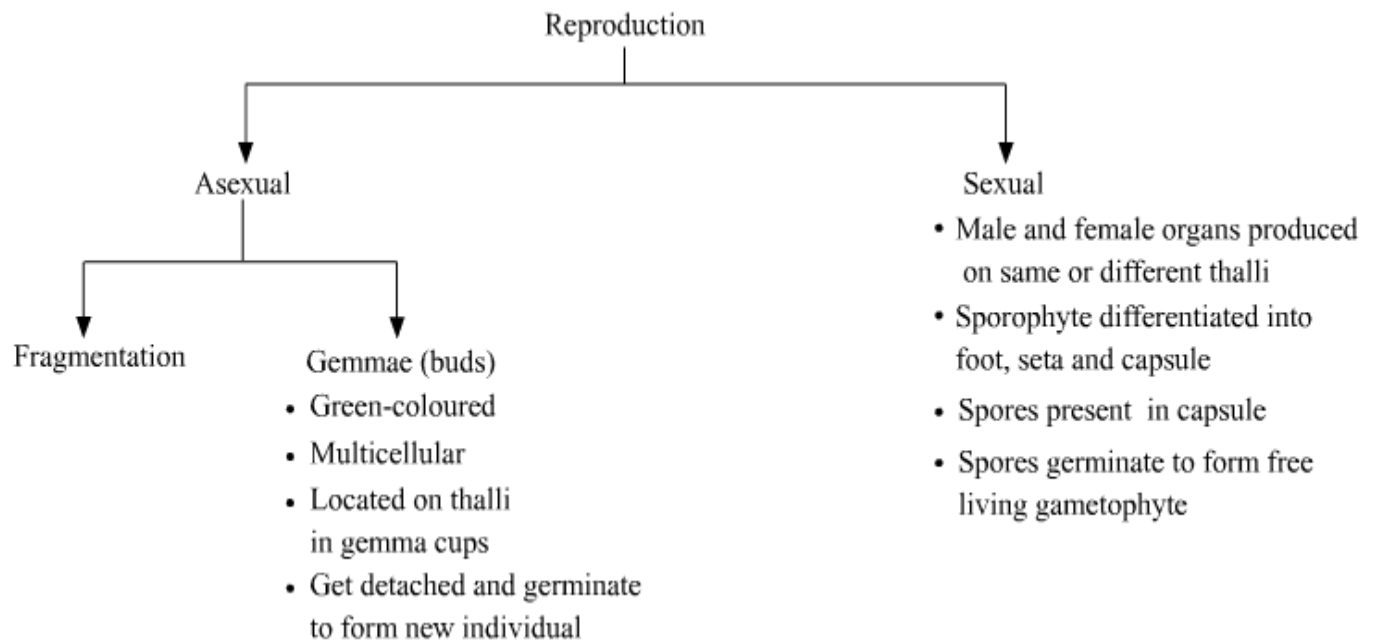 Reproduction
Asexual
Fragmentation
Gemmae (buds)
• Green-coloured
• Multicellular
• Located on thalli
in gemma cups
• Get detached and germinate
to form new individual
Sexual
• Male and female organs produced
on same or different thalli
• Sporophyte differentiated into
foot, seta and capsule
• Spores present in capsule
• Spores germinate to form free
living gametophyte